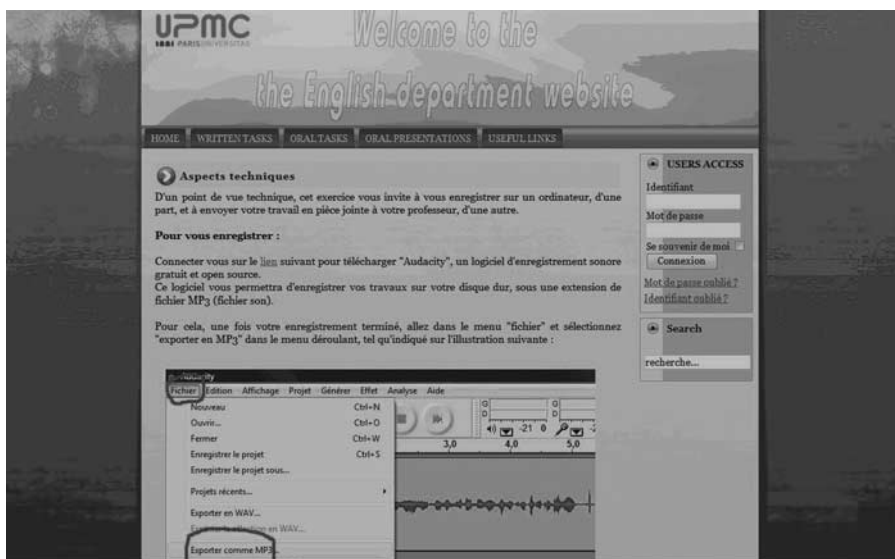 UPMC
PARISUNIVERSITAS
Welcome to the
the English department website
HOME WRITTEN TASKS ORAL TASKS ORAL PRESENTATIONS USEFUL LINKS
Aspects techniques
D'un point de vue technique, cet exercice vous invite à vous enregistrer sur un ordinateur, d'une
part, et à envoyer votre travail en pièce jointe à votre professeur, d'une autre.
Pour vous enregistrer :
Connecter vous sur le lien suivant pour télécharger "Audacity", un logiciel d'enregistrement sonore
gratuit et open source.
Ce logiciel vous permettra d'enregistrer vos travaux sur votre disque dur, sous une extension de
fichier MP3 (fichier son).
Pour cela, une fois votre enregistrement terminé, allez dans le menu "fichier" et sélectionnez
"exporter en MP3" dans le menu déroulant, tel qu'indiqué sur l'illustration suivante :
Audacity
Fichier Edition Affichage Projet Générer Effet Analyse Aide
Nouveau Ctrl+N
Ouvrir... Ctrl+O
Fermer Ctrl+W
Enregistrer le projet Ctrl+S
Enregistrer le projet sous...
Projets récents...
Exporter en WAV...
Exporter la sélection en WAV...
Exporter comme MP3...
G
D
-21 0
G
D
3,0 4,0 5,0
USERS ACCESS
Identifiant
Mot de passe
Se souvenir de moi
Connexion
Mot de passe oublié ?
Identifiant oublié ?
Search
recherche...